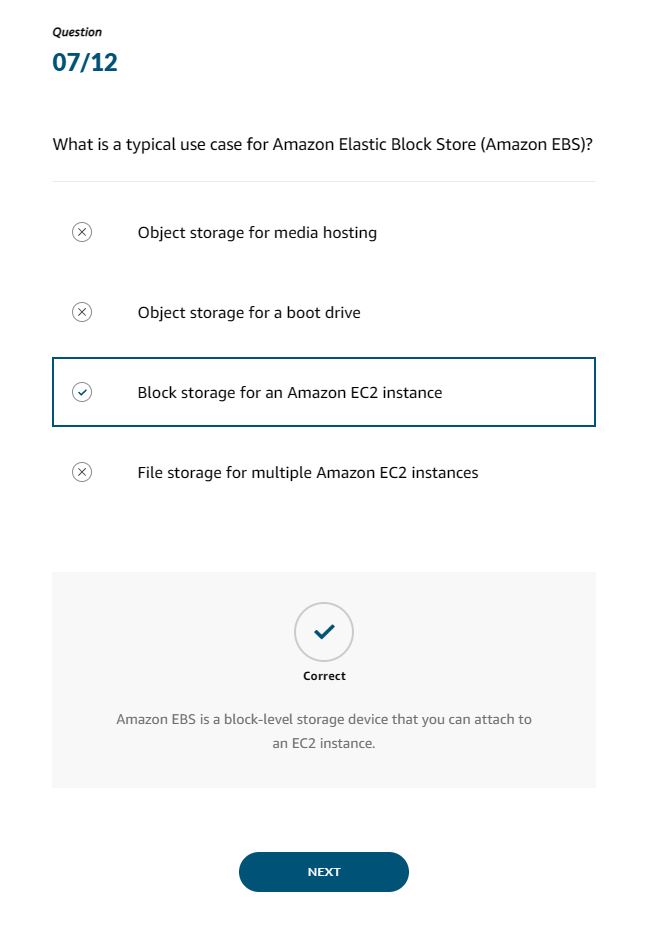 Question
07/12
What is a typical use case for Amazon Elastic Block Store (Amazon EBS)?
Object storage for media hosting
Object storage for a boot drive
Block storage for an Amazon EC2 instance
File storage for multiple Amazon EC2 instances
Correct
Amazon EBS is a block-level storage device that you can attach to
an EC2 instance.
NEXT